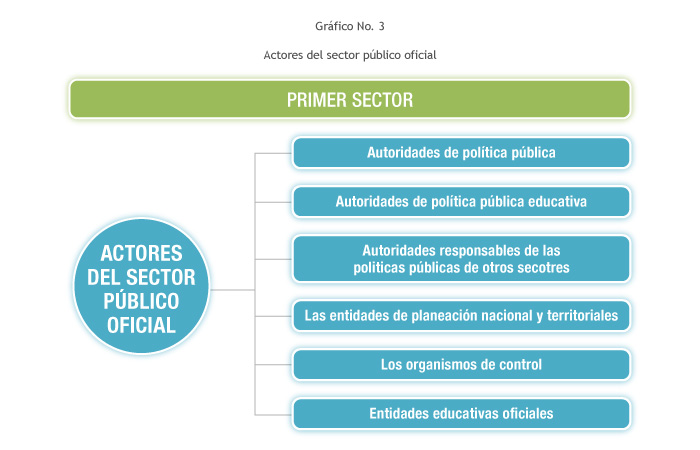 Gráfico No. 3
Actores del sector público oficial
PRIMER SECTOR
ACTORES
DEL SECTOR
PÚBLICO
OFICIAL
Autoridades de política pública
Autoridades de política pública educativa
Autoridades responsables de las
politicas públicas de otros secotres
Las entidades de planeación nacional y territoriales
Los organismos de control
Entidades educativas oficiales